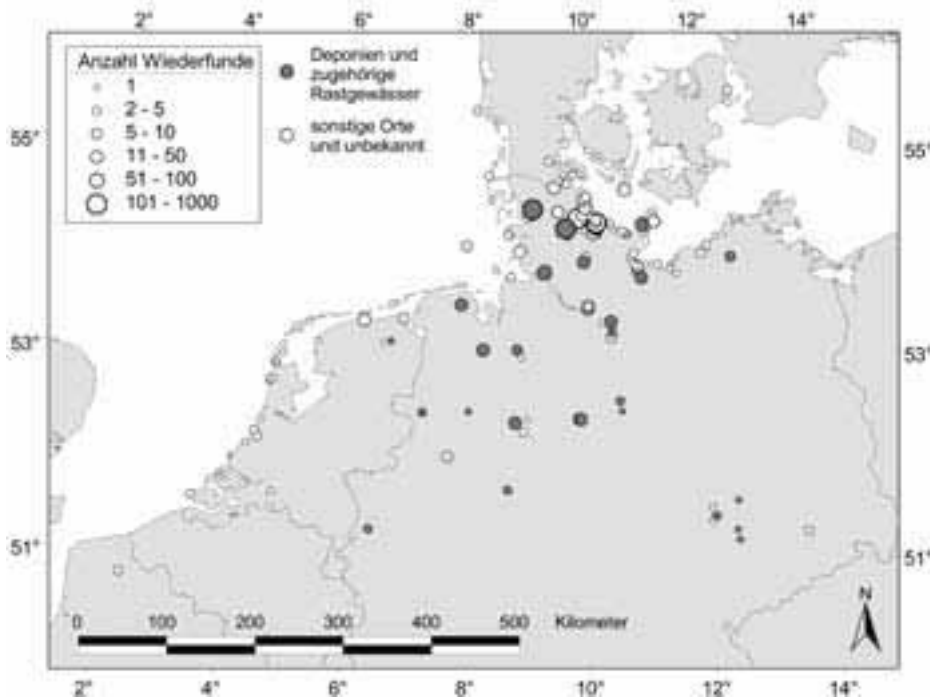 2° 4° 6° 8° 10° 12° 14°
Anzahl Wiederfunde
1
2 - 5
5 - 10
11 - 50
51 - 100
101 - 1000
Deponien und
zugehörige
Rastgewässer
sonstige Orte
und unbekannt
55° 55°
53° 53°
51° 51°
N
0 100 200 300 400 500 Kilometer
2° 4° 6° 8° 10° 12° 14°